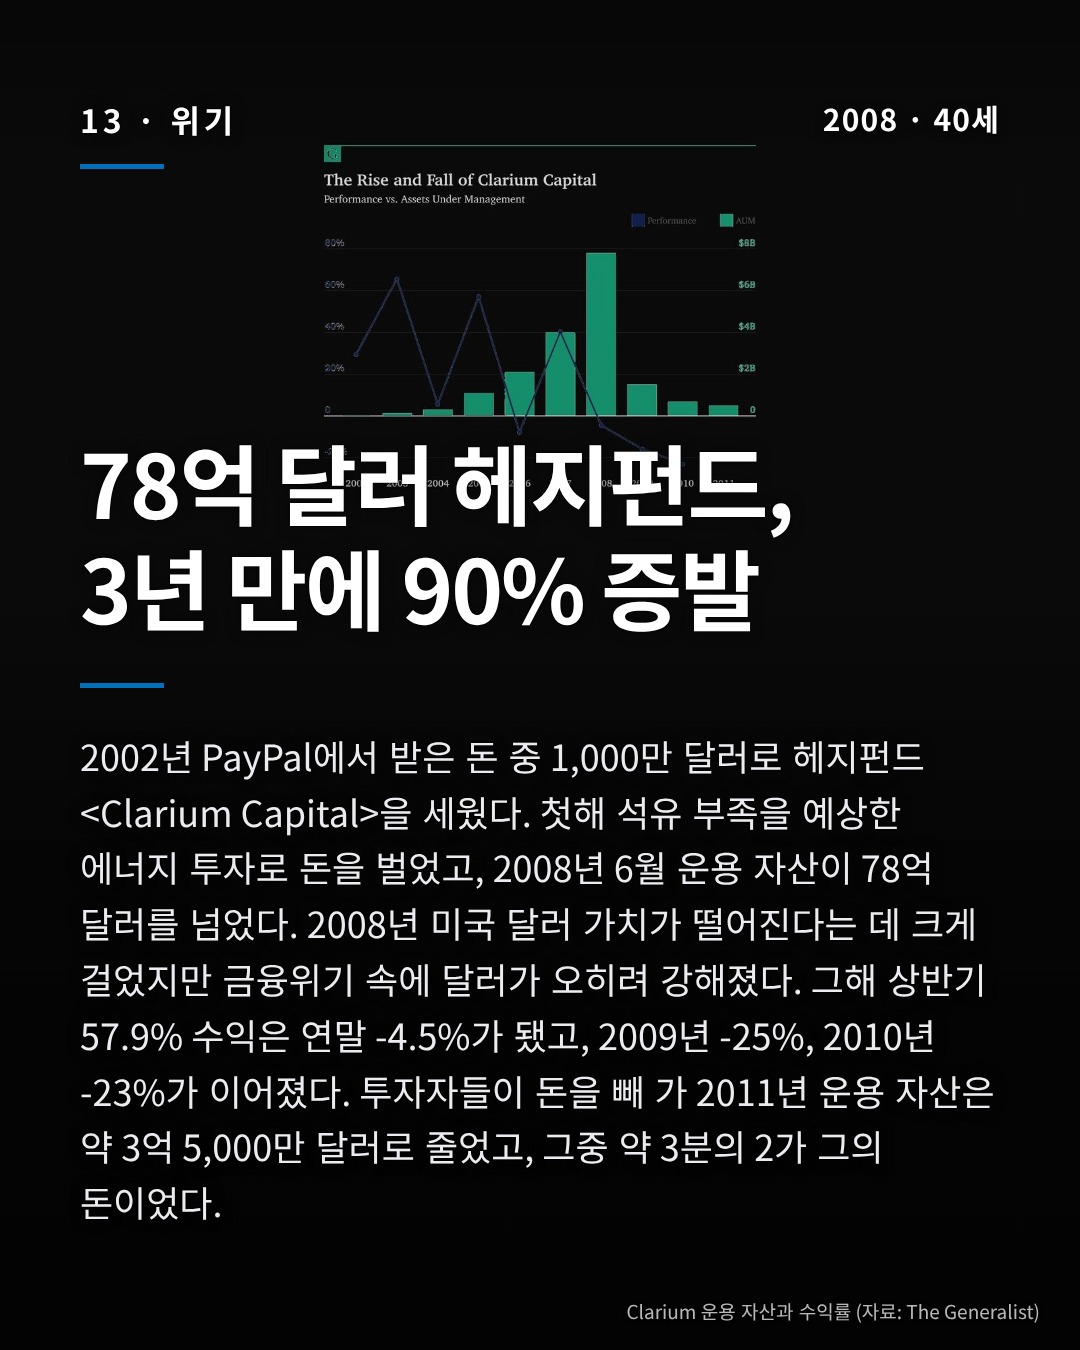 13 · 위기
2008 · 40세
The Rise and Fall of Clarium Capital
Performance vs. Assets Under Management
Performance
AUM
80%
$8B
60%
$6B
40%
$4B
20%
$2B
0
0
2004
2011
78억 달러 헤지펀드,
3년 만에 90% 증발
2002년 PayPal에서 받은 돈 중 1,000만 달러로 헤지펀드
<Clarium Capital>을 세웠다. 첫해 석유 부족을 예상한
에너지 투자로 돈을 벌었고, 2008년 6월 운용 자산이 78억
달러를 넘었다. 2008년 미국 달러 가치가 떨어진다는 데 크게
걸었지만 금융위기 속에 달러가 오히려 강해졌다. 그해 상반기
57.9% 수익은 연말 -4.5%가 됐고, 2009년 -25%, 2010년
-23%가 이어졌다. 투자자들이 돈을 빼 가 2011년 운용 자산은
약 3억 5,000만 달러로 줄었고, 그중 약 3분의 2가 그의
돈이었다.
Clarium 운용 자산과 수익률 (자료: The Generalist)